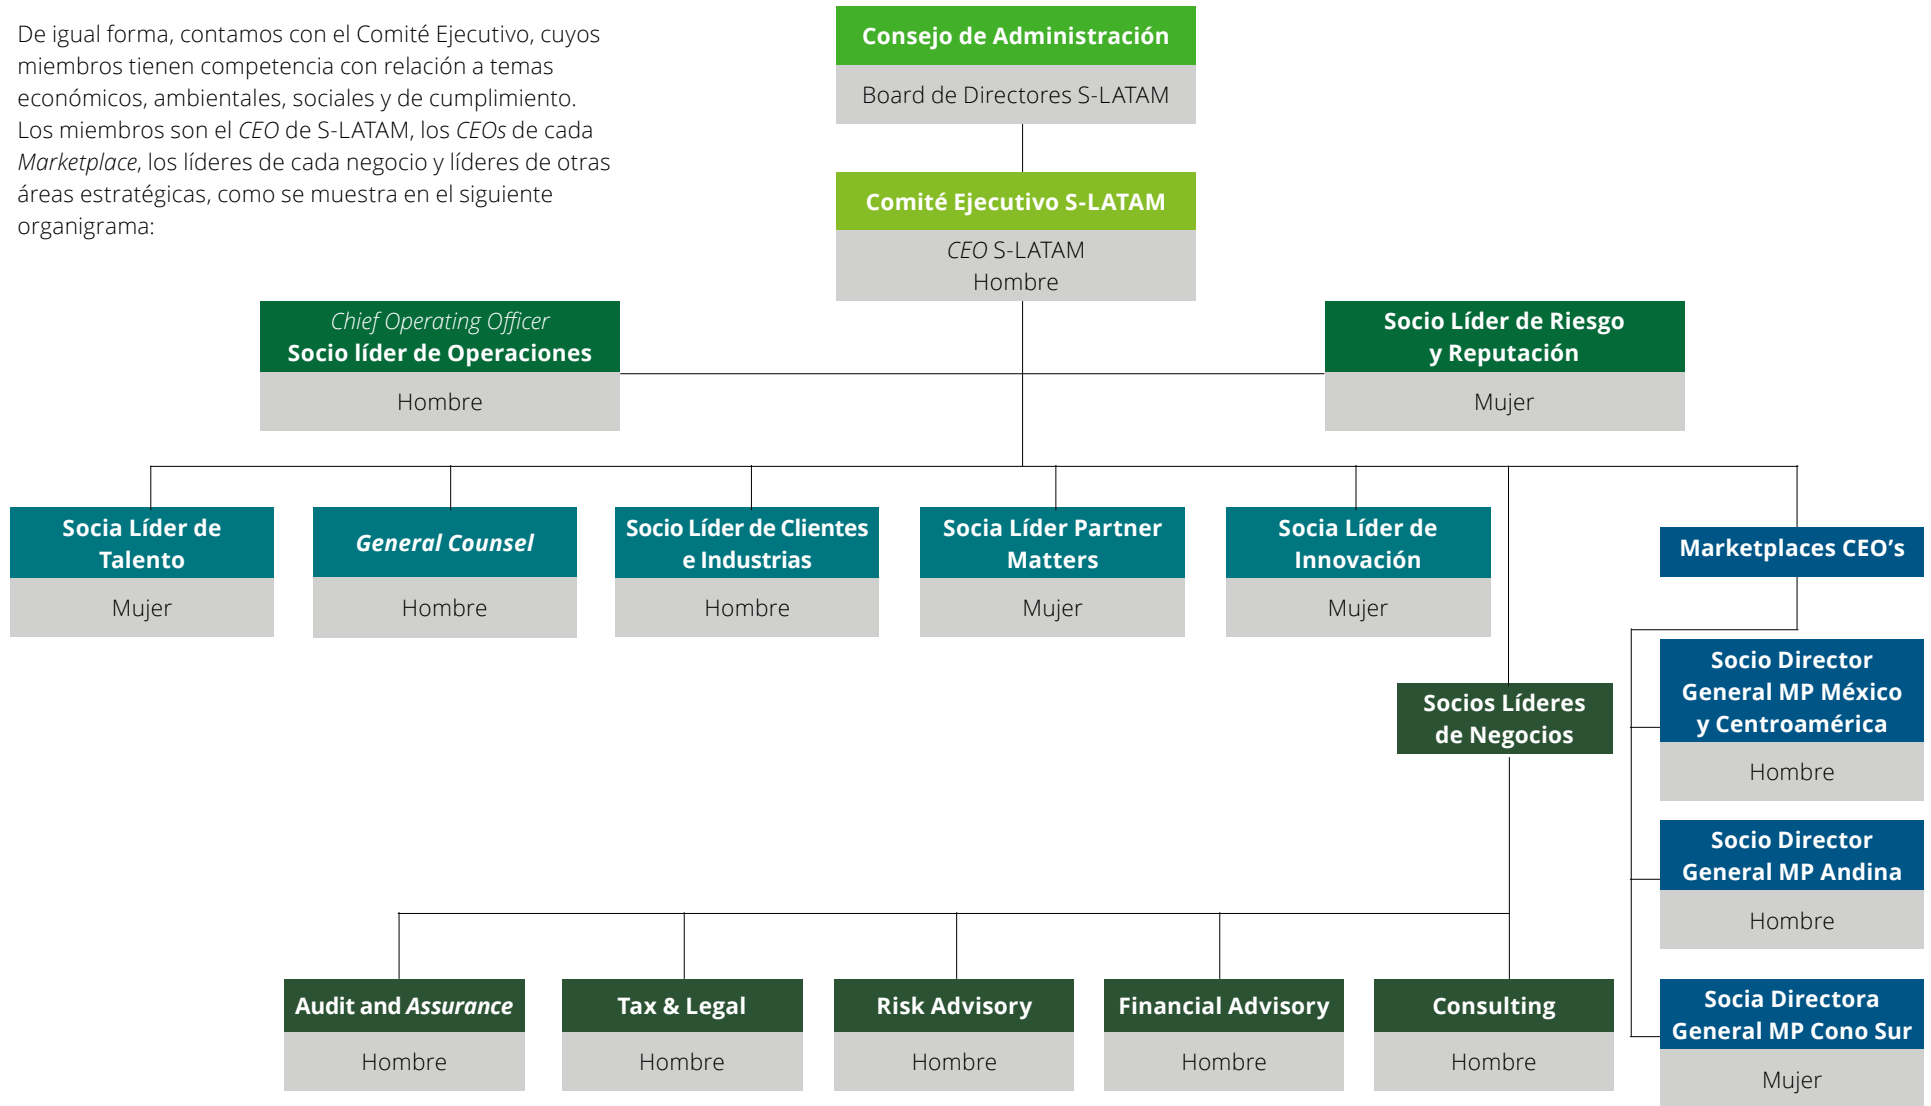 De igual forma, contamos con el Comité Ejecutivo, cuyos
miembros tienen competencia con relación a temas
económicos, ambientales, sociales y de cumplimiento.
Los miembros son el CEO de S-LATAM, los CEOs de cada
Marketplace, los líderes de cada negocio y líderes de otras
áreas estratégicas, como se muestra en el siguiente
organigrama:
Consejo de Administración
Board de Directores S-LATAM
Comité Ejecutivo S-LATAM
CEO S-LATAM
Hombre
Chief Operating Officer
Socio líder de Operaciones
Hombre
Socio Líder de Riesgo
y Reputación
Mujer
Socia Líder de
Talento
Mujer
General Counsel
Hombre
Socio Líder de Clientes
e Industrias
Hombre
Socia Líder Partner
Matters
Mujer
Socia Líder de
Innovación
Mujer
Marketplaces CEO’s
Socio Director
General MP México
y Centroamérica
Hombre
Socio Director
General MP Andina
Hombre
Socia Directora
General MP Cono Sur
Mujer
Socios Líderes
de Negocios
Audit and Assurance
Hombre
Tax & Legal
Hombre
Risk Advisory
Hombre
Financial Advisory
Hombre
Consulting
Hombre